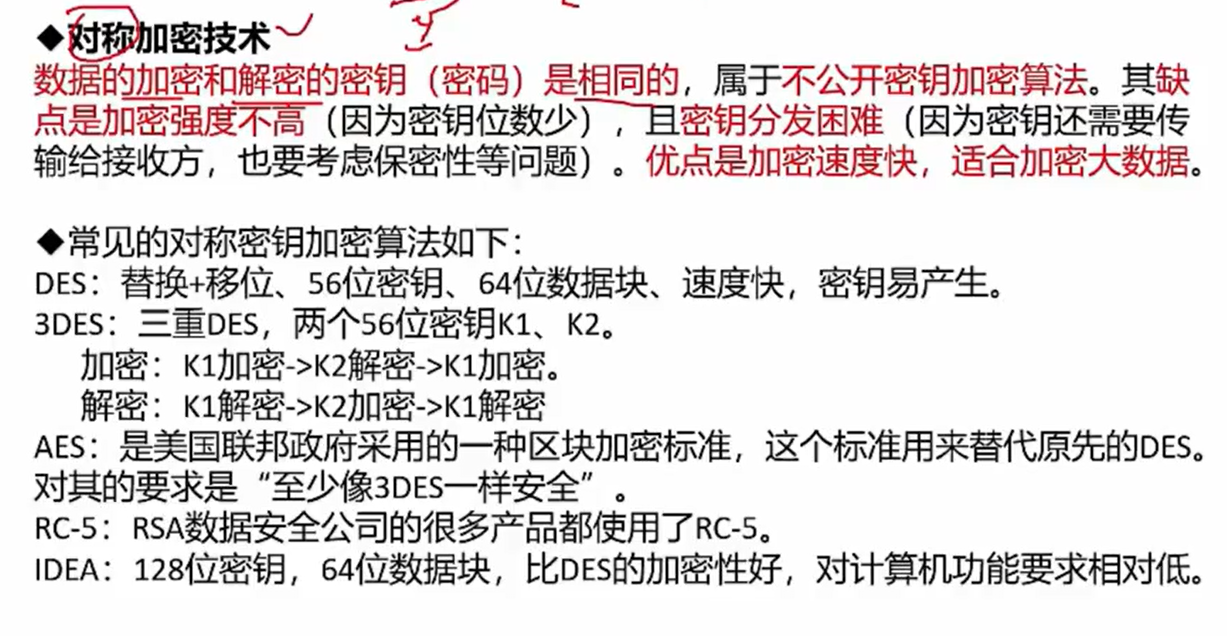 ◆对称加密技术
数据的加密和解密的密钥（密码）是相同的，属于不公开密钥加密算法。其缺
点是加密强度不高（因为密钥位数少），且密钥分发困难（因为密钥还需要传
输给接收方，也要考虑保密性等问题）。优点是加密速度快，适合加密大数据。
◆常见的对称密钥加密算法如下：
DES：替换+移位、56位密钥、64位数据块、速度快，密钥易产生。
3DES：三重DES，两个56位密钥K1、K2。
加密：K1加密->K2解密->K1加密。
解密：K1解密->K2加密->K1解密
AES：是美国联邦政府采用的一种区块加密标准，这个标准用来替代原先的DES。
对其的要求是“至少像3DES一样安全”。
RC-5：RSA数据安全公司的很多产品都使用了RC-5。
IDEA：128位密钥，64位数据块，比DES的加密性好，对计算机功能要求相对低。